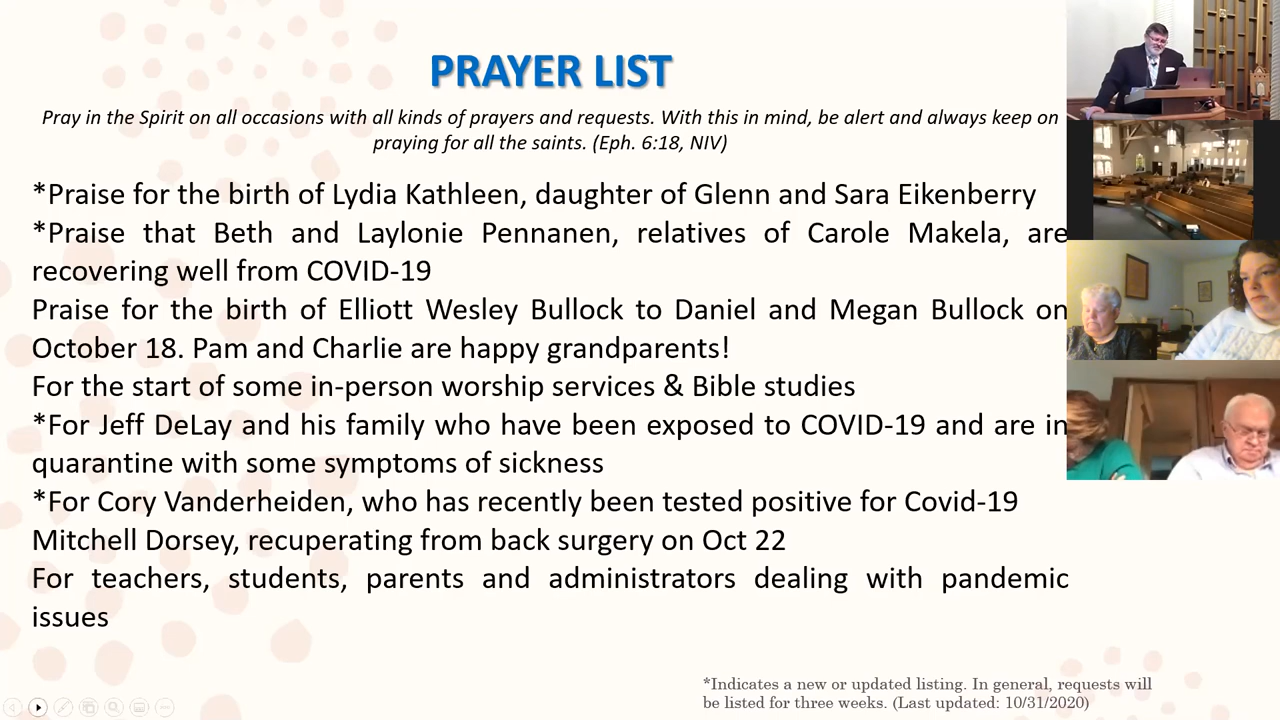 PRAYER LIST
Pray in the Spirit on all occasions with all kinds of prayers and requests. With this in mind, be alert and always keep on
praying for all the saints. (Eph. 6:18, NIV)
*Praise for the birth of Lydia Kathleen, daughter of Glenn and Sara Eikenberry
*Praise that Beth and Laylonie Pennanen, relatives of Carole Makela, are
recovering well from COVID-19
Praise for the birth of Elliott Wesley Bullock to Daniel and Megan Bullock on
October 18. Pam and Charlie are happy grandparents!
For the start of some in-person worship services & Bible studies
*For Jeff DeLay and his family who have been exposed to COVID-19 and are in
quarantine with some symptoms of sickness
*For Cory Vanderheiden, who has recently been tested positive for Covid-19
Mitchell Dorsey, recuperating from back surgery on Oct 22
For teachers, students, parents and administrators dealing with pandemic
issues
*Indicates a new or updated listing. In general, requests will
be listed for three weeks. (Last updated: 10/31/2020)